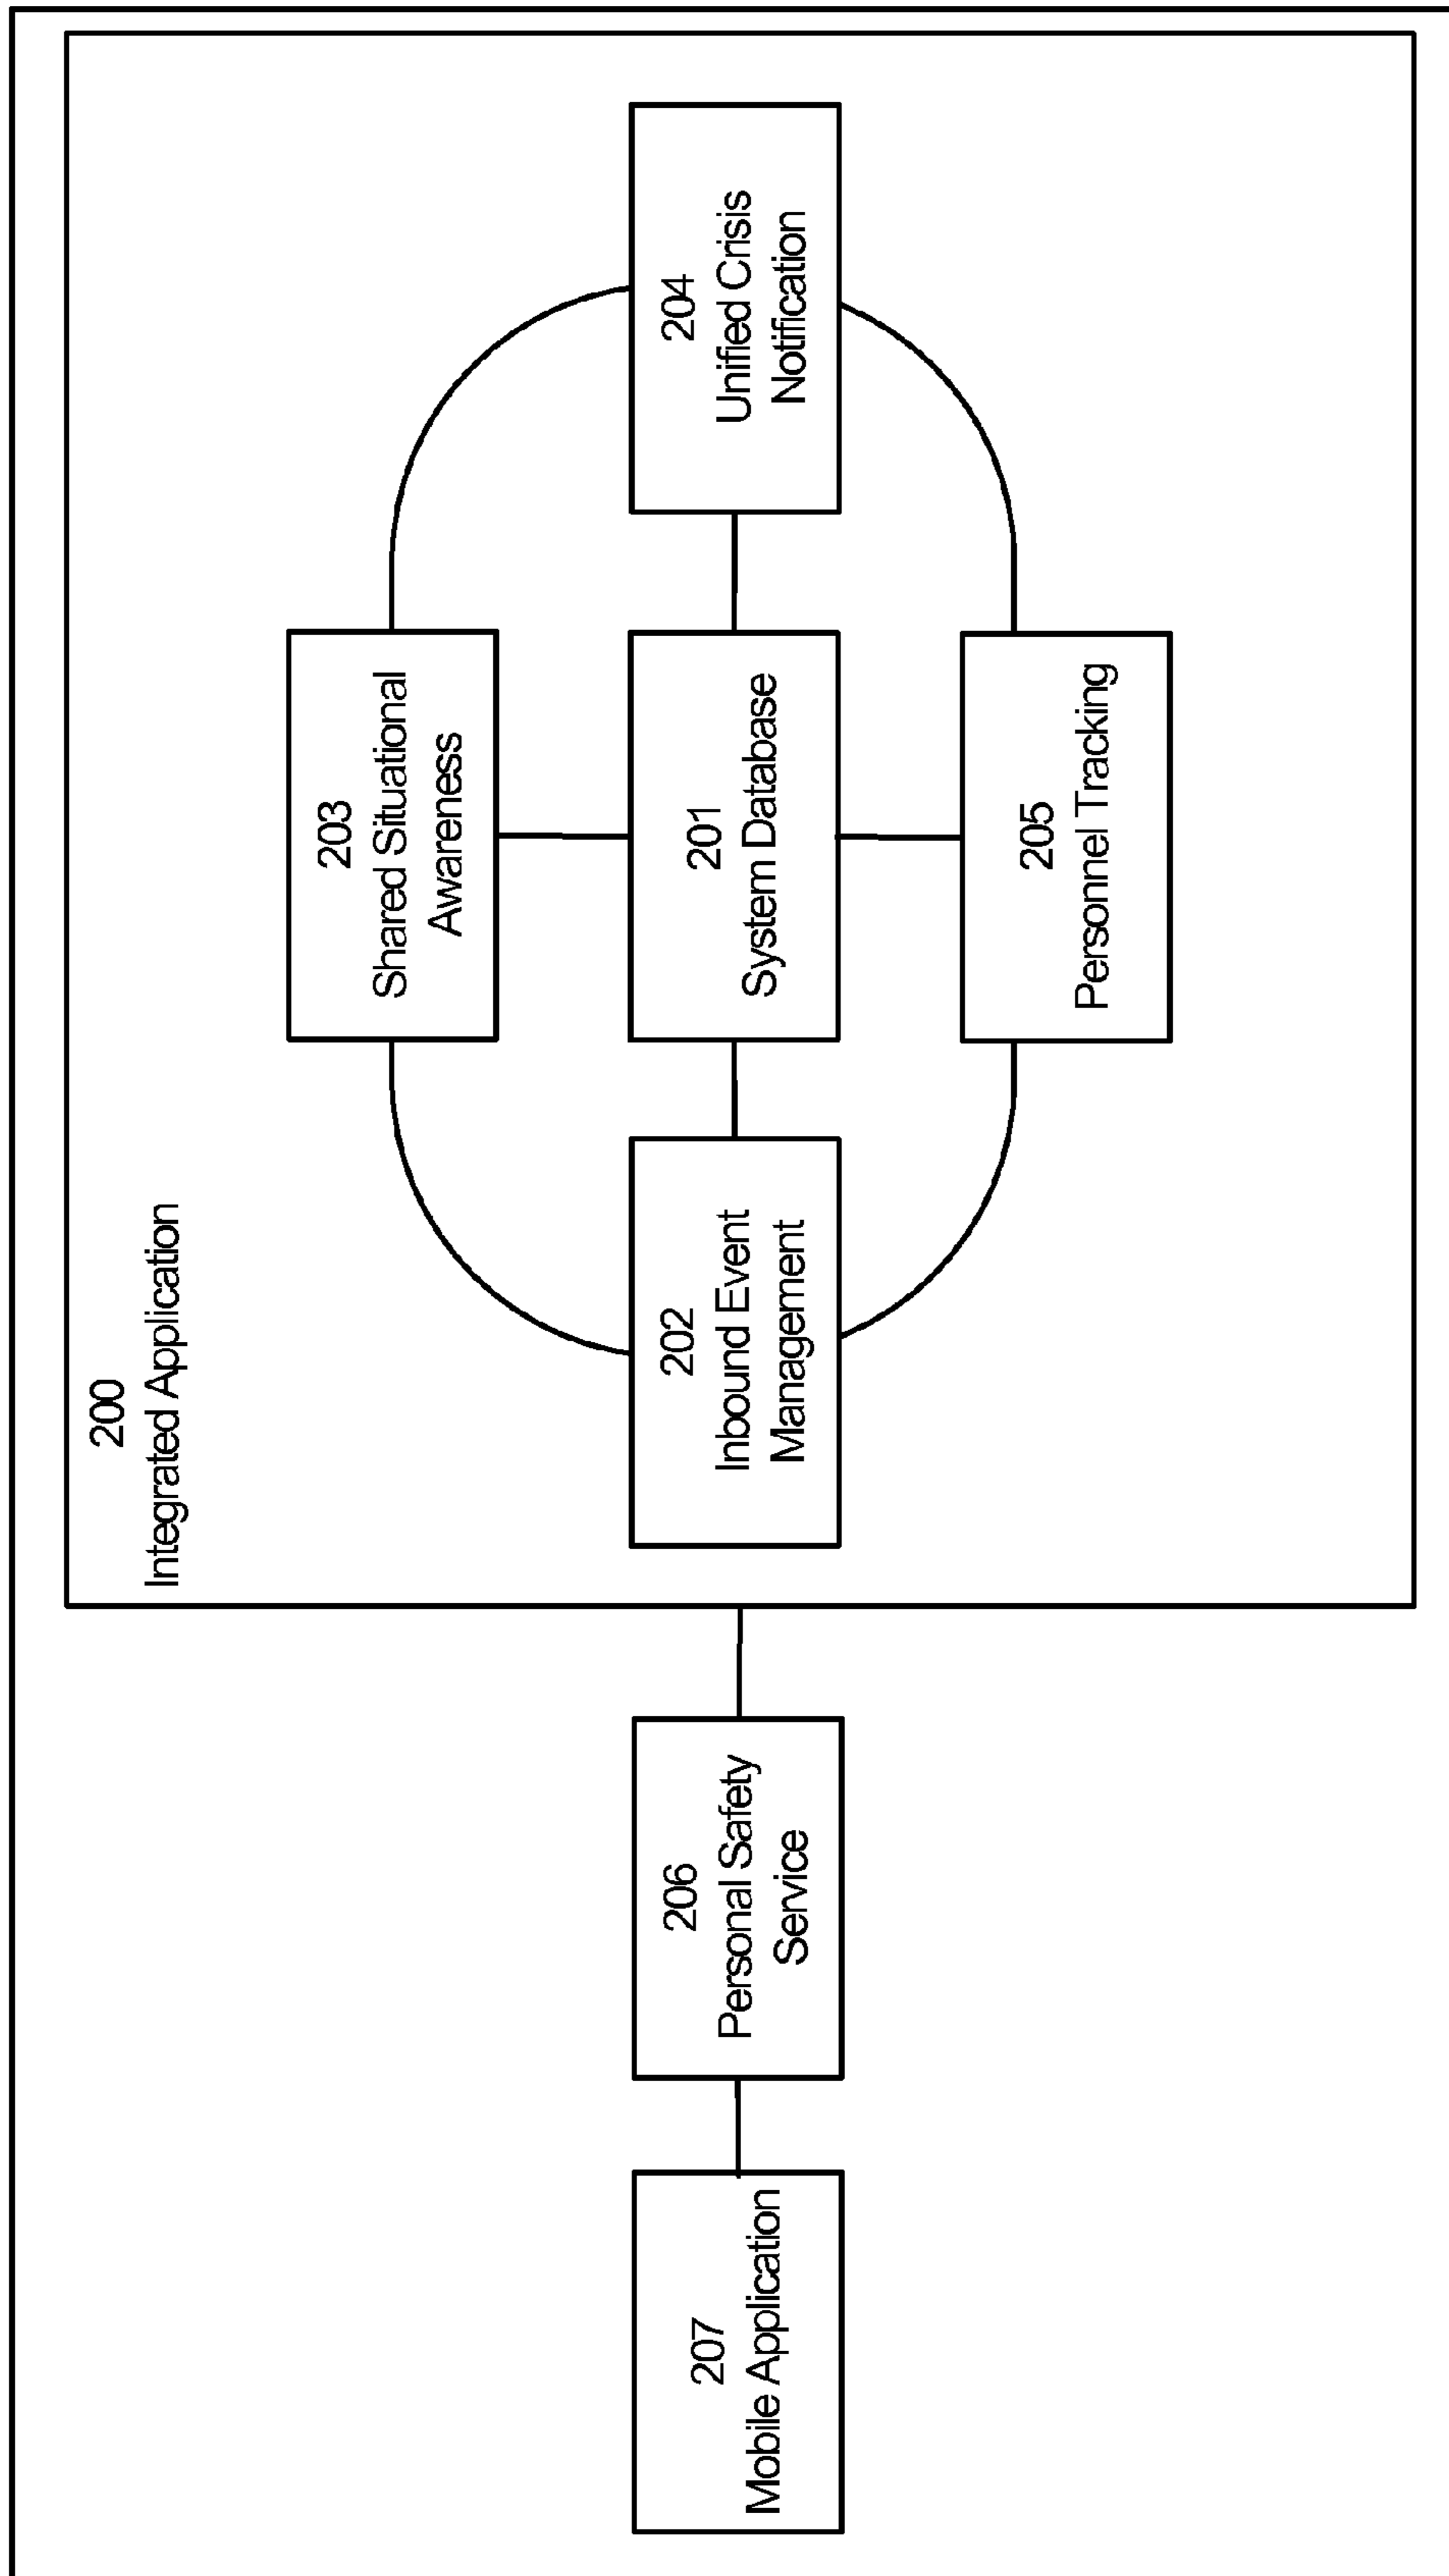 200
Integrated Application
203
Shared Situational
Awareness
207
Mobile Application
206
Personal Safety
Service
202
Inbound Event
Management
201
System Database
204
Unified Crisis
Notification
205
Personnel Tracking